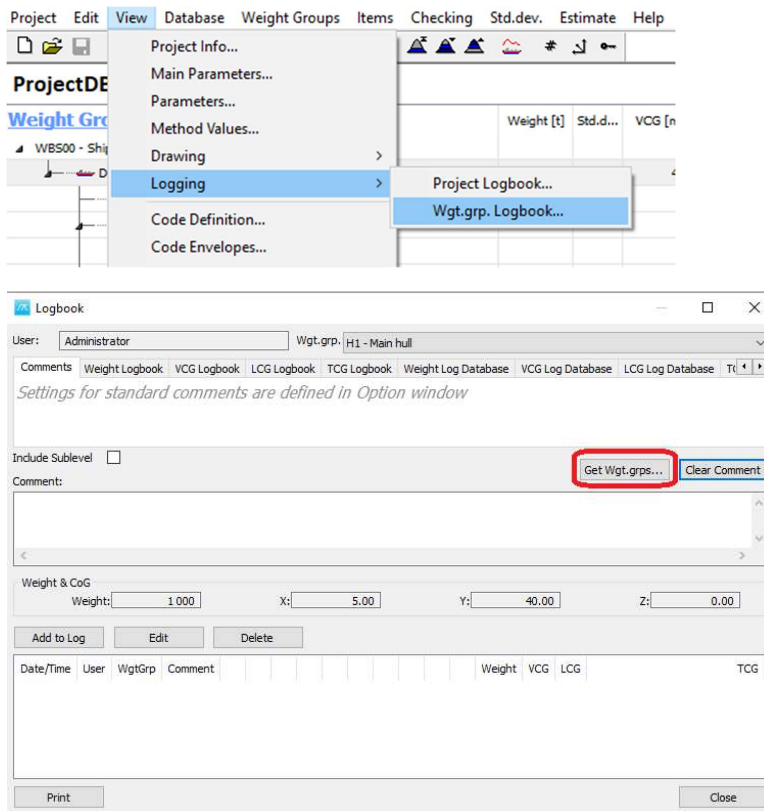 Project Edit View Database Weight Groups Items Checking Std.dev. Estimate Help
Project Info...
ProjectDB
Main Parameters...
Parameters...
Weight Gro
Method Values...
Weight [t] Std.d... VCG [
WBS00 - Ship
Drawing
D
Logging
Project Logbook...
Wgt.grp. Logbook...
Code Definition...
Code Envelopes...
Logbook
User: Administrator Wgt.grp. H1 - Main hull
Comments Weight Logbook VCG Logbook LCG Logbook TCG Logbook Weight Log Database VCG Log Database LCG Log Database
Settings for standard comments are defined in Option window
Include Sublevel
Get Wgt.grps... Clear Comment
Comment:
Weight & CoG
Weight: 1 000 X: 5.00 Y: 40.00 Z: 0.00
Add to Log Edit Delete
Date/Time User WgtGrp Comment Weight VCG LCG TCG
Print Close